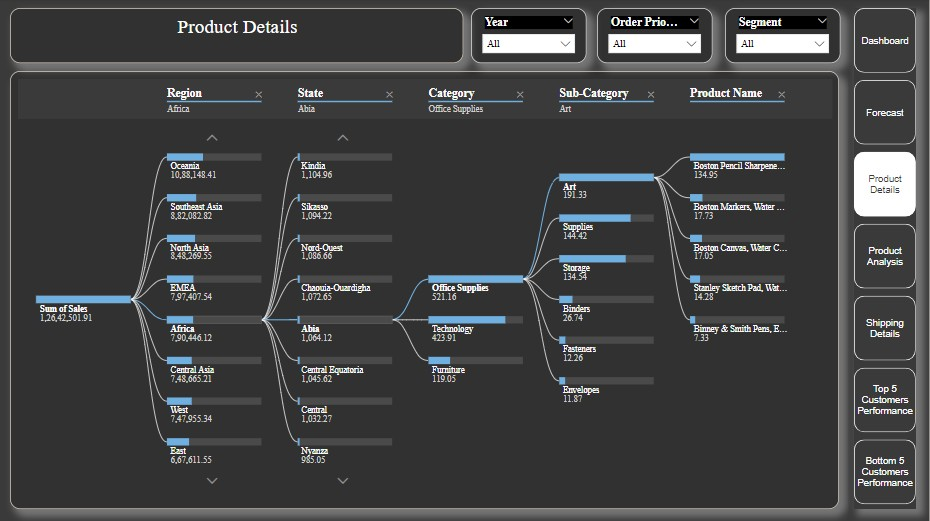 Product Details
Year
All
Order Prio...
All
Segment
All
Dashboard
Forecast
Product
Details
Product
Analysis
Shipping
Details
Top 5
Customers
Performance
Bottom 5
Customers
Performance
Region
Africa
State
Abia
Category
Office Supplies
Sub-Category
Art
Product Name
Sum of Sales
1,26,42,501.91
Oceania
10,88,148.41
Southeast Asia
8,82,082.82
North Asia
8,48,269.55
EMEA
7,97,407.54
Africa
7,90,446.12
Central Asia
7,48,665.21
West
7,47,955.34
East
6,67,611.55
Kindia
1,104.96
Sikasso
1,094.22
Nord-Ouest
1,086.66
Chaouia-Ouardigha
1,072.65
Abia
1,064.12
Central Equatoria
1,045.62
Central
1,032.27
Nyanza
985.05
Office Supplies
521.16
Technology
423.91
Furniture
119.05
Art
191.33
Supplies
144.42
Storage
134.54
Binders
26.74
Fasteners
12.26
Envelopes
11.87
Boston Pencil Sharpene...
134.95
Boston Markers, Water ...
17.73
Boston Canvas, Water C...
17.05
Stanley Sketch Pad, Wat...
14.28
Binney & Smith Pens, E...
7.33